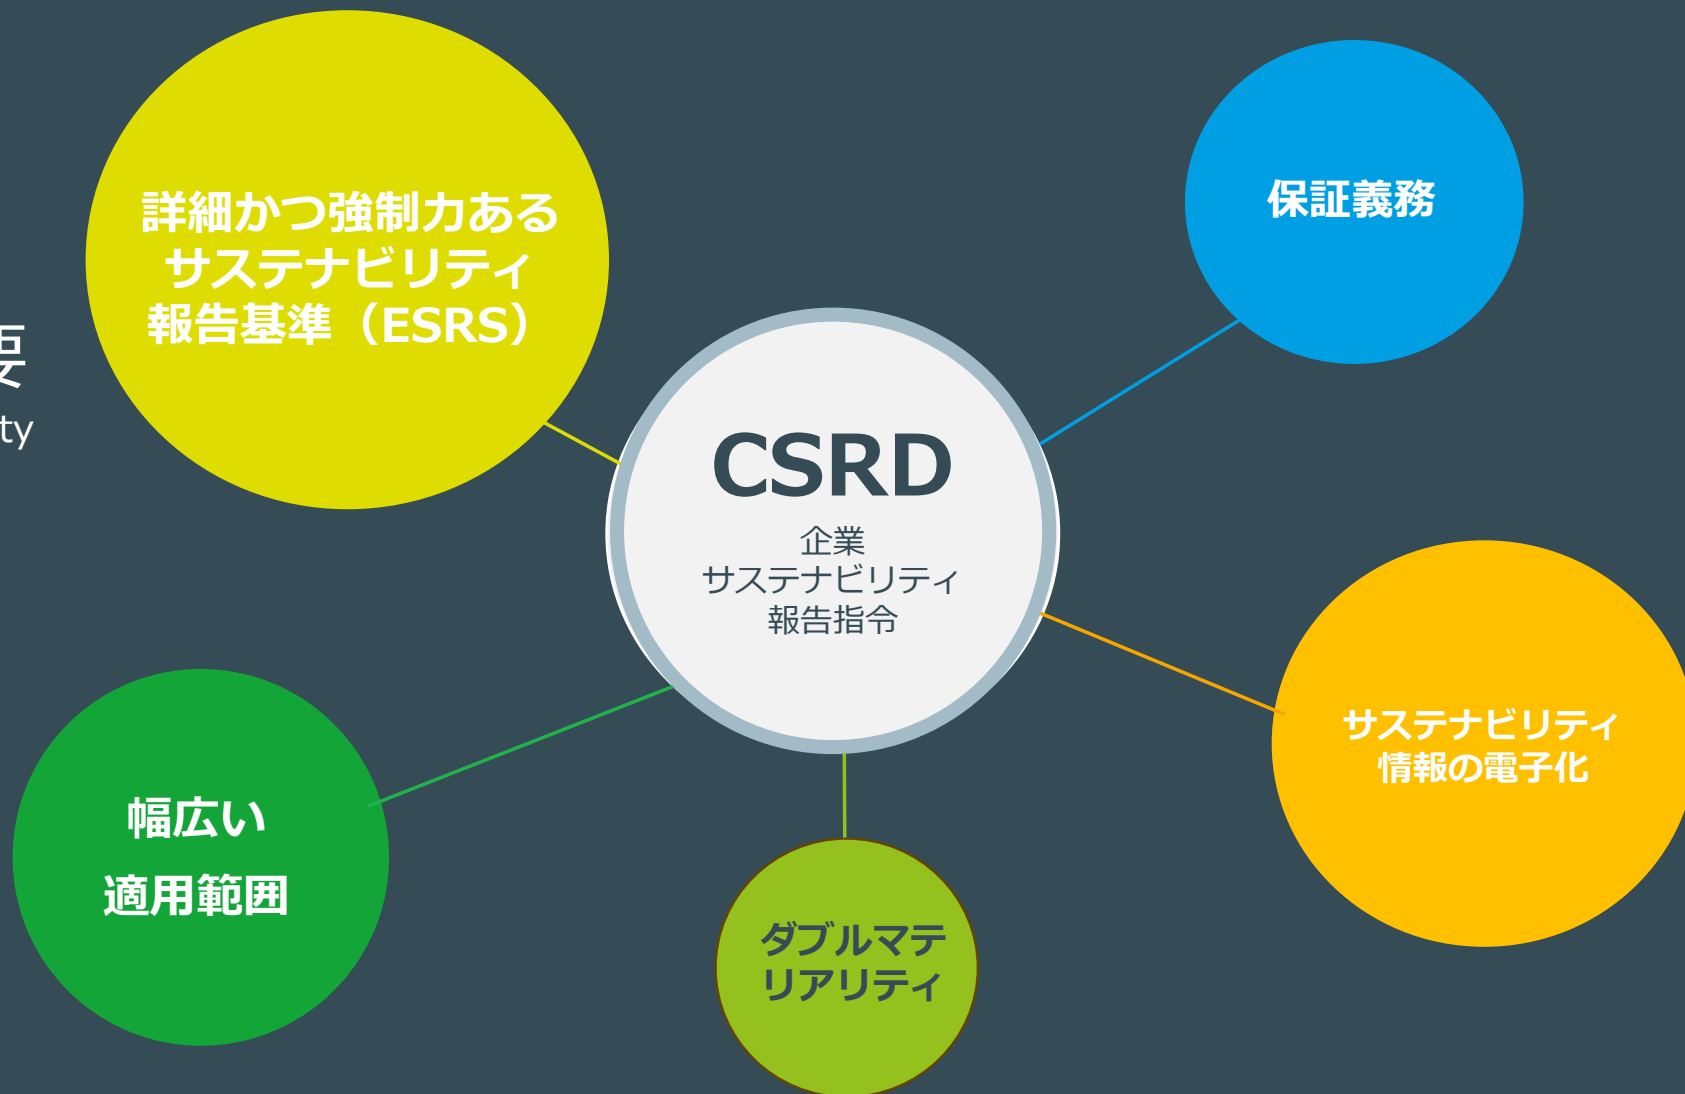 要
ty
詳細かつ強制力ある
サステナビリティ
報告基準（ESRS）
保証義務
CSRD
企業
サステナビリティ
報告指令
サステナビリティ
情報の電子化
幅広い
適用範囲
ダブルマテ
リアリティ